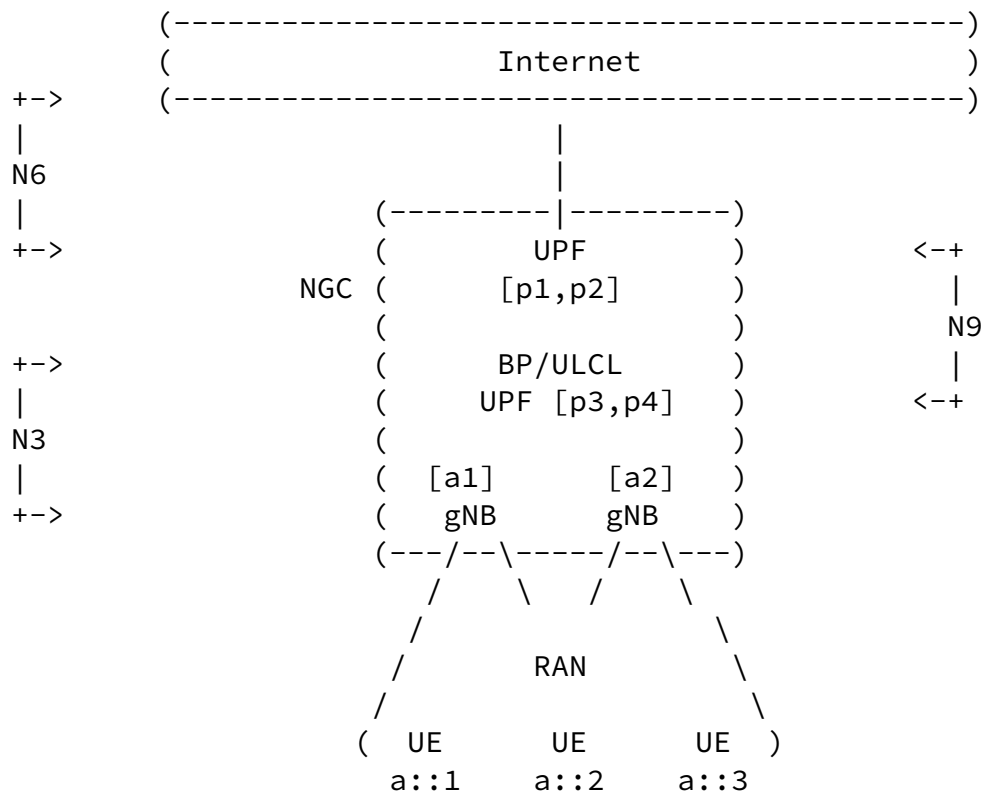 (--------------------------------------------)
( Internet )
+-> (--------------------------------------------)
| |
N6 |
| (---------|---------)
+-> ( UPF ) <-+
NGC ( [p1,p2] ) |
( ) N9
+-> ( BP/ULCL ) |
| ( UPF [p3,p4] ) <-+
N3 ( )
| ( [a1] [a2] )
+-> ( gNB gNB )
(---/--\-----/--\---)
/ \ / \
/ \
/ RAN \
/ \
( UE UE UE )
a::1 a::2 a::3